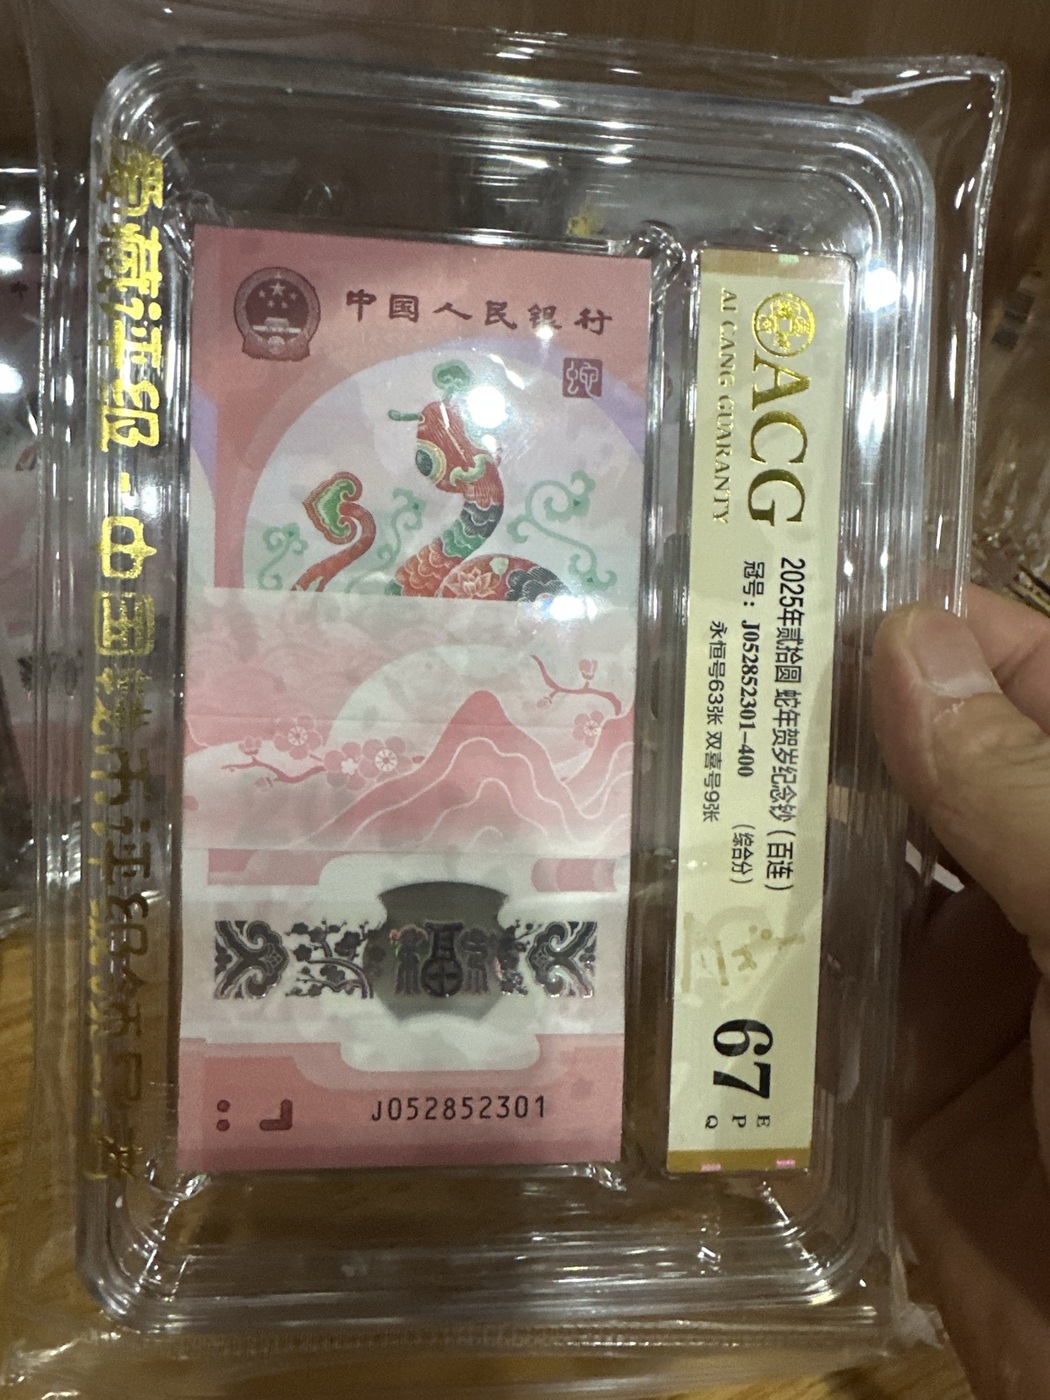 中国人民银行
蛇
J052852301
ACG
AI CANG GUARANTY
2025年贰拾圆 蛇年贺岁纪念钞（百连）
冠号：J052852301-400 （综合分）
永恒号63张 双喜号9张
67
E
P
Q